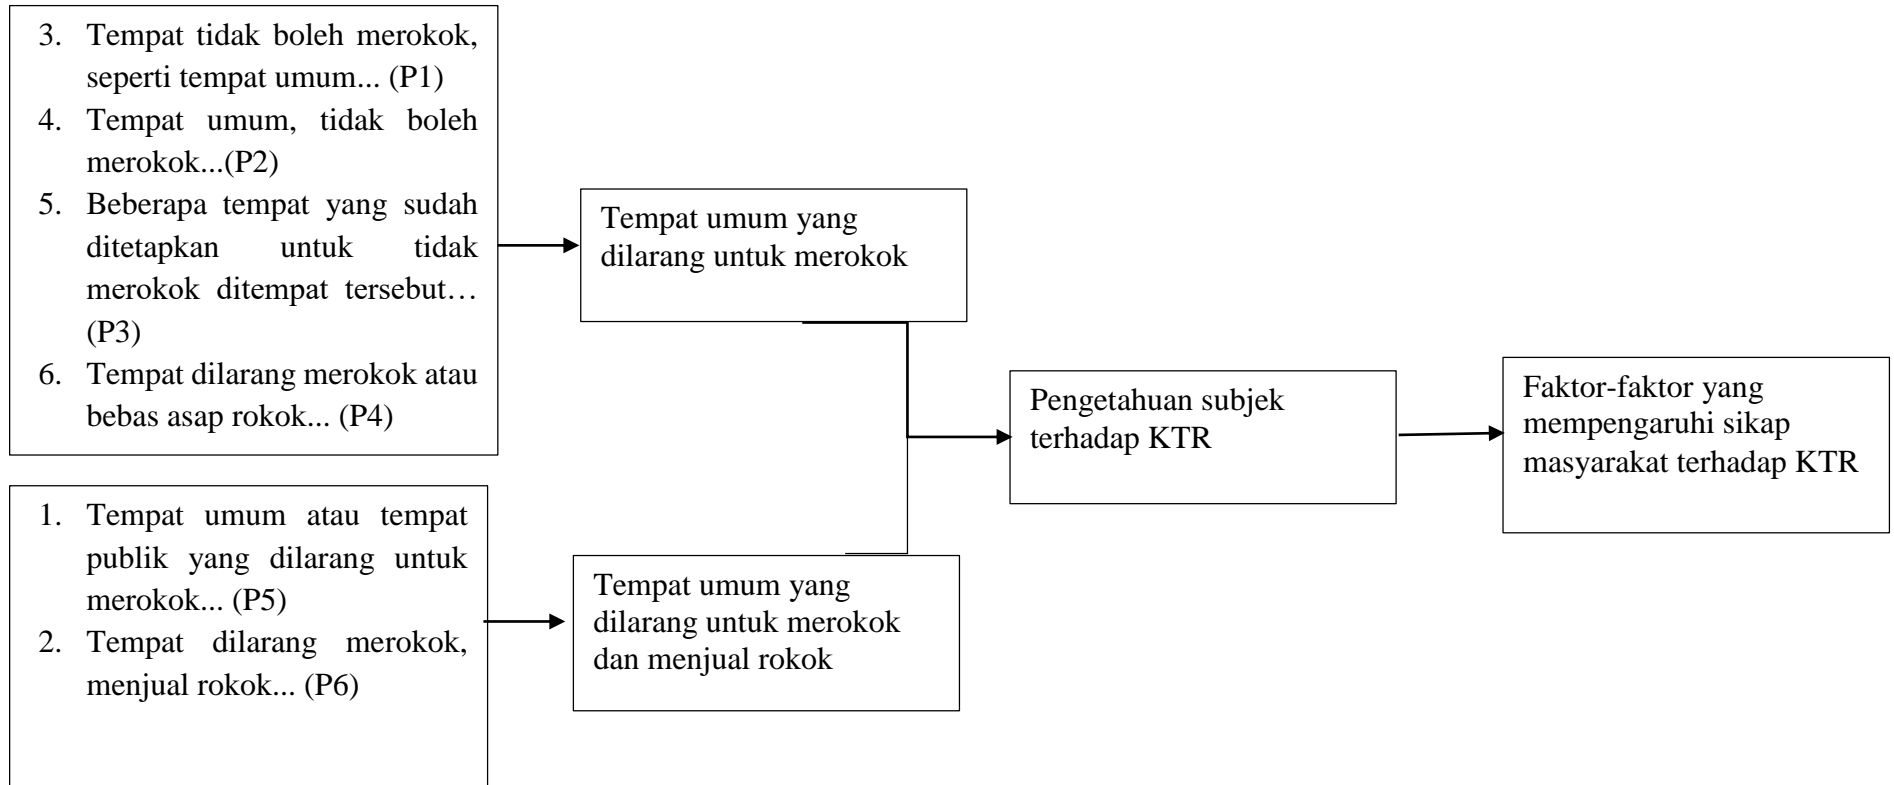 3. Tempat tidak boleh merokok,
seperti tempat umum... (P1)
4. Tempat umum, tidak boleh
merokok...(P2)
5. Beberapa tempat yang sudah
ditetapkan untuk tidak
merokok ditempat tersebut…
(P3)
6. Tempat dilarang merokok atau
bebas asap rokok... (P4)
Tempat umum yang
dilarang untuk merokok
Pengetahuan subjek
terhadap KTR
Faktor-faktor yang
mempengaruhi sikap
masyarakat terhadap KTR
1. Tempat umum atau tempat
publik yang dilarang untuk
merokok... (P5)
2. Tempat dilarang merokok,
menjual rokok... (P6)
Tempat umum yang
dilarang untuk merokok
dan menjual rokok